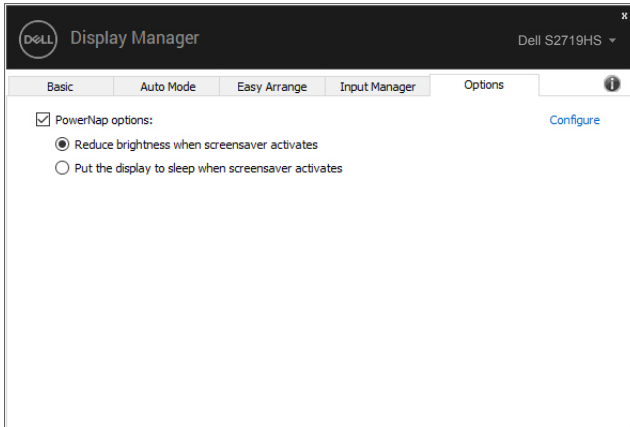 x
DELL Display Manager Dell S2719HS
Basic Auto Mode Easy Arrange Input Manager Options i
PowerNap options: Configure
Reduce brightness when screensaver activates
Put the display to sleep when screensaver activates